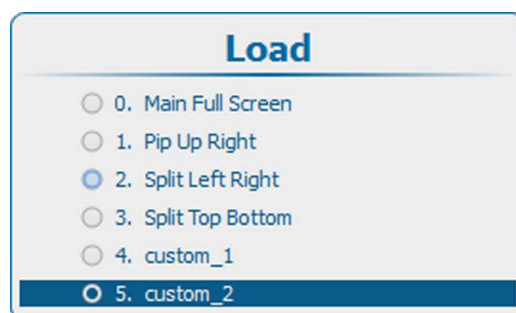 Load
0. Main Full Screen
1. Pip Up Right
2. Split Left Right
3. Split Top Bottom
4. custom_1
5. custom_2